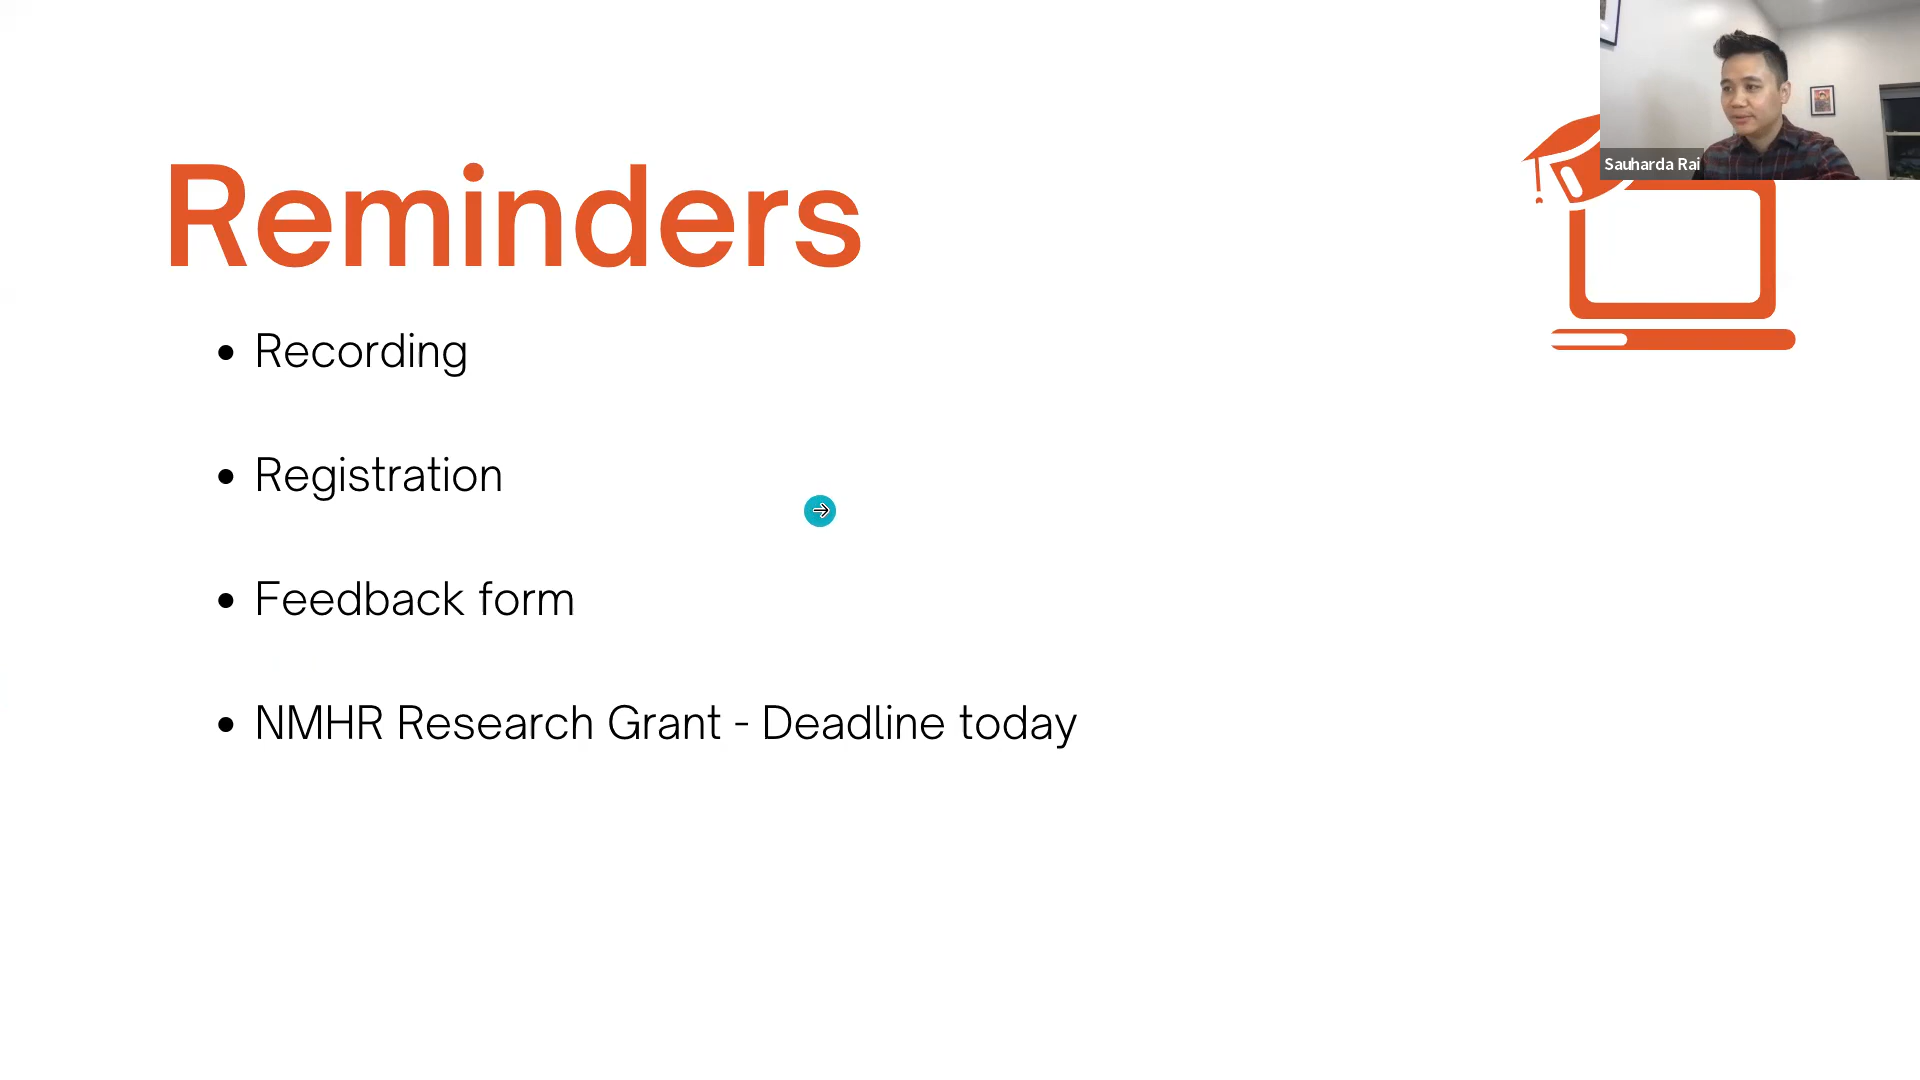 Sauharda Rai
Reminders
• Recording
• Registration
• Feedback form
• NMHR Research Grant - Deadline today